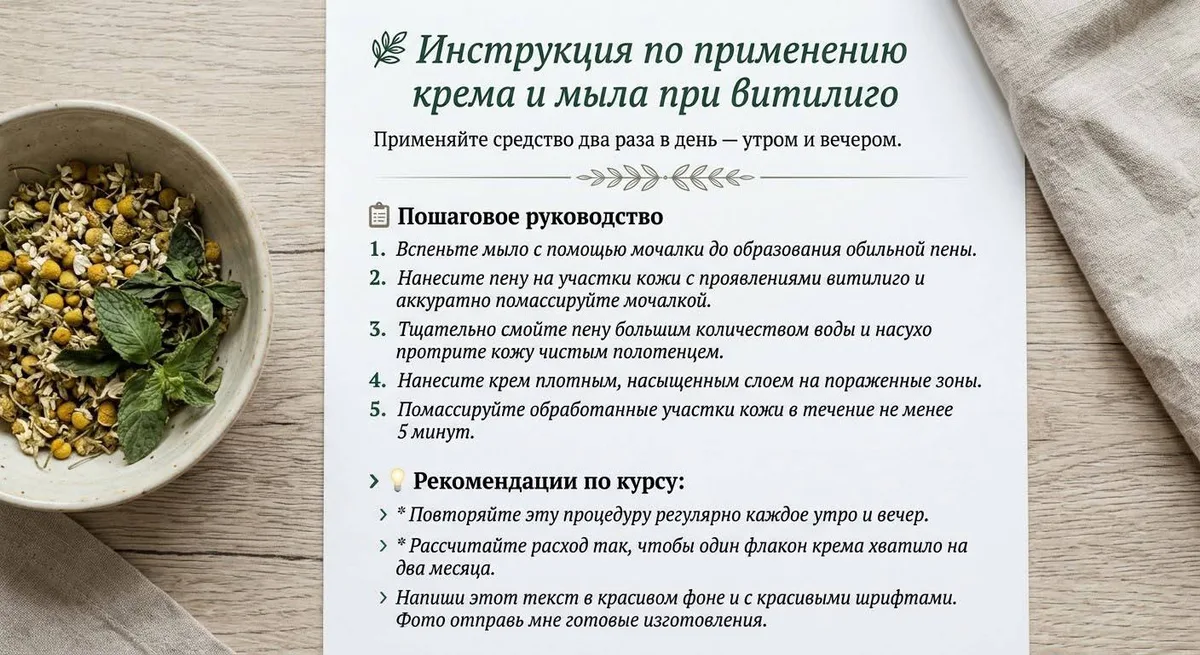 Инструкция по применению
крема и мыла при витилиго
Применяйте средство два раза в день — утром и вечером.
Пошаговое руководство
1. Вспеньте мыло с помощью мочалки до образования обильной пены.
2. Нанесите пену на участки кожи с проявлениями витилиго и
аккуратно помассируйте мочалкой.
3. Тщательно смойте пену большим количеством воды и насухо
протрите кожу чистым полотенцем.
4. Нанесите крем плотным, насыщенным слоем на пораженные зоны.
5. Помассируйте обработанные участки кожи в течение не менее
5 минут.
› Рекомендации по курсу:
› * Повторяйте эту процедуру регулярно каждое утро и вечер.
› * Рассчитайте расход так, чтобы один флакон крема хватило на
два месяца.
› Напиши этот текст в красивом фоне и с красивыми шрифтами.
Фото отправь мне готовые изготовления.